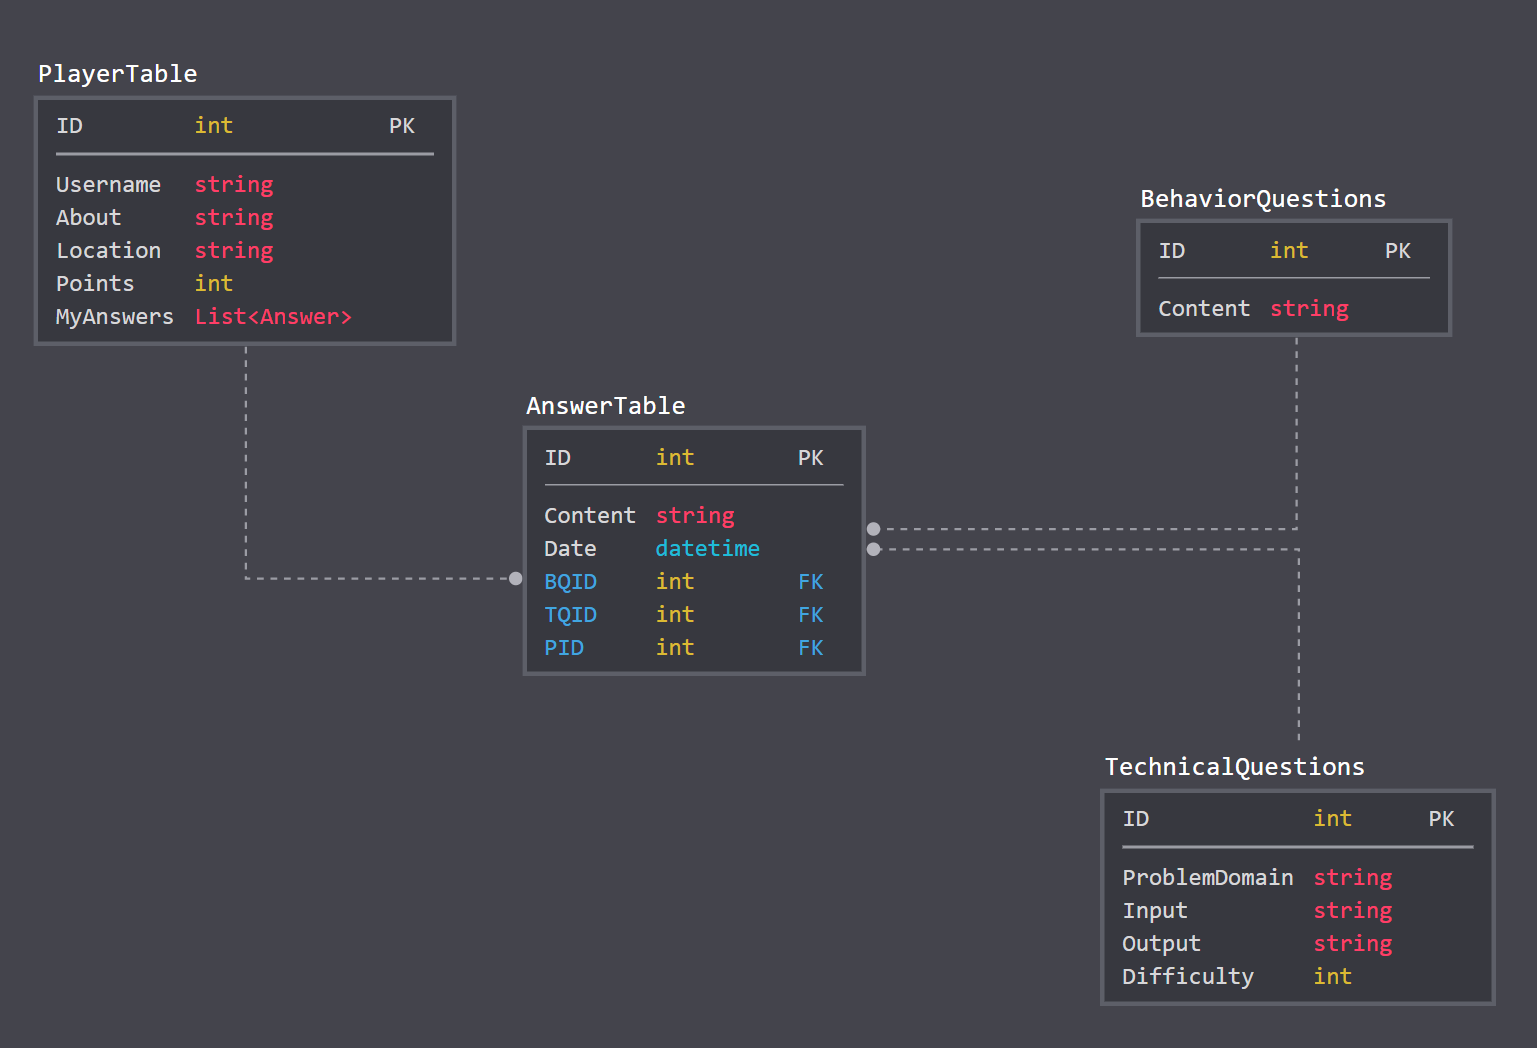 PlayerTable
ID int PK
Username string
About string
Location string
Points int
MyAnswers List<Answer>
BehaviorQuestions
ID int PK
Content string
AnswerTable
ID int PK
Content string
Date datetime
BQID int FK
TQID int FK
PID int FK
TechnicalQuestions
ID int PK
ProblemDomain string
Input string
Output string
Difficulty int